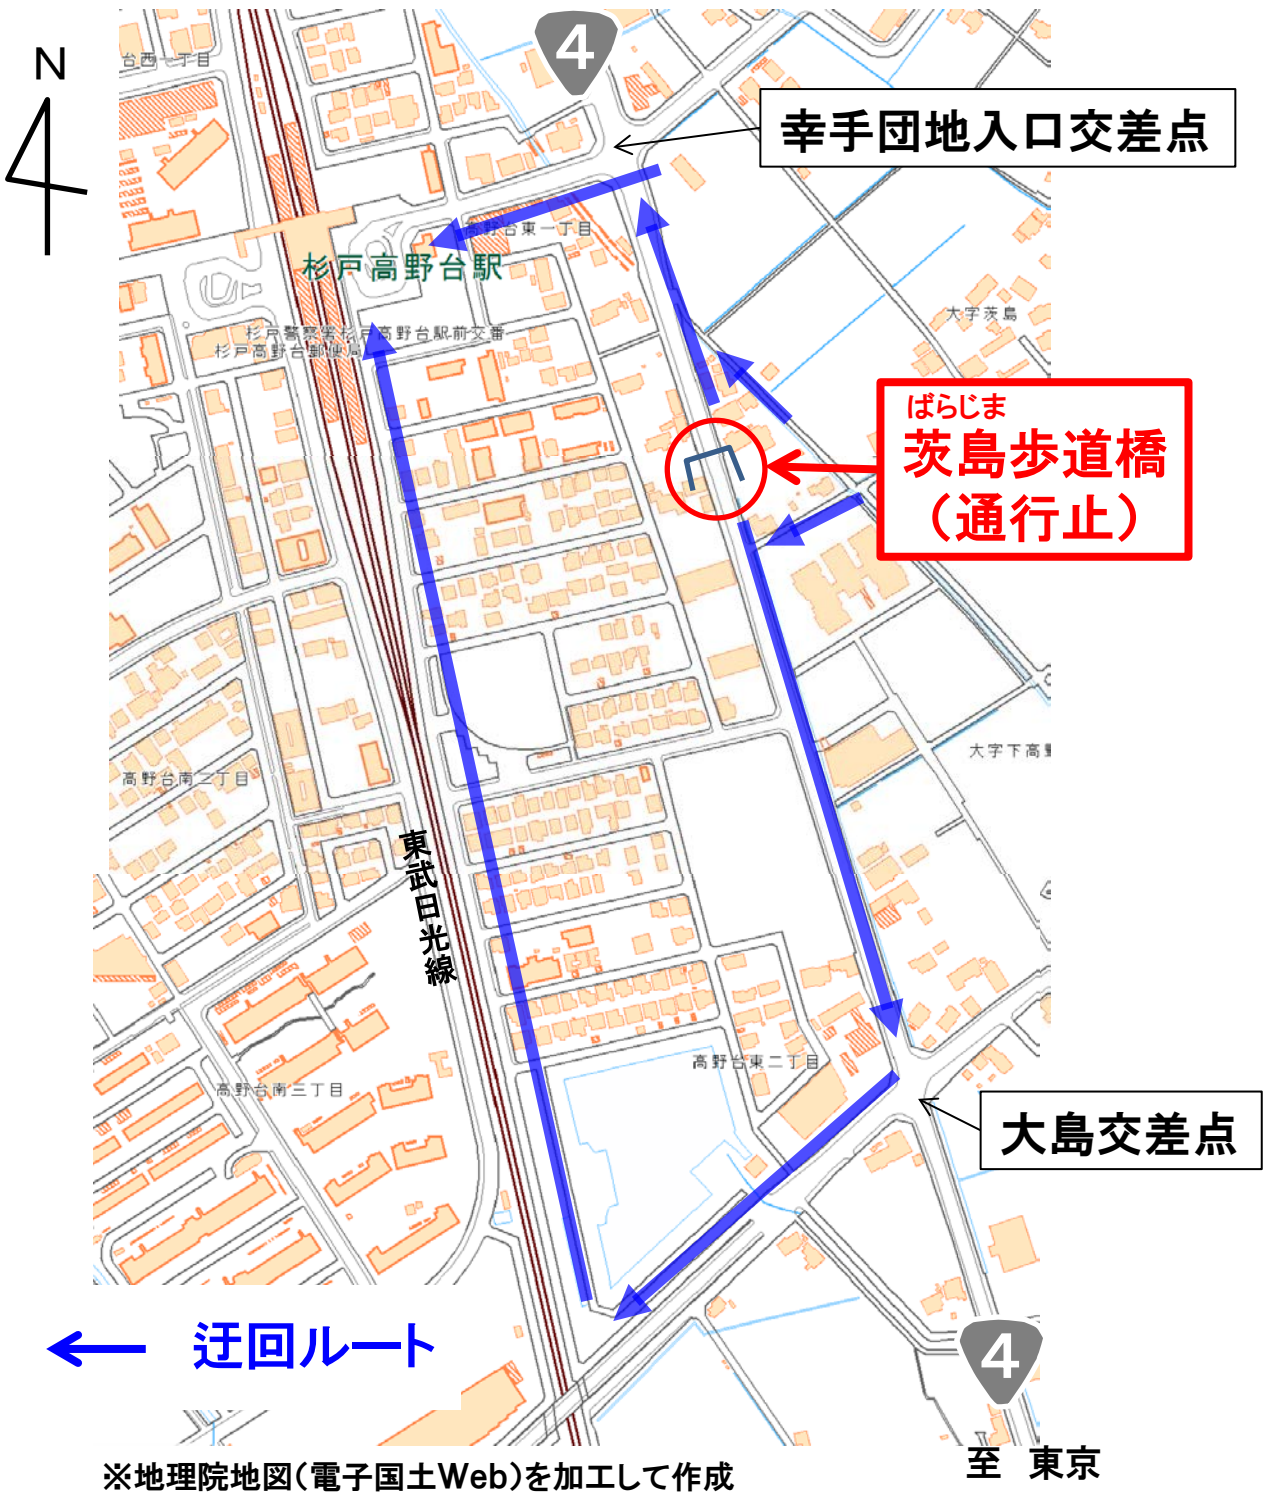 N
台西一丁目
4
幸手団地入口交差点
高野台東一丁目
杉戸高野台駅
大字茨島
杉戸警察署杉戸高野台駅前交番
杉戸高野台郵便局
ばらじま
茨島歩道橋
（通行止）
大字下高野
高野台南二丁目
東武日光線
高野台東二丁目
高野台南三丁目
大島交差点
迂回ルート
4
至 東京
※地理院地図(電子国土Web)を加工して作成